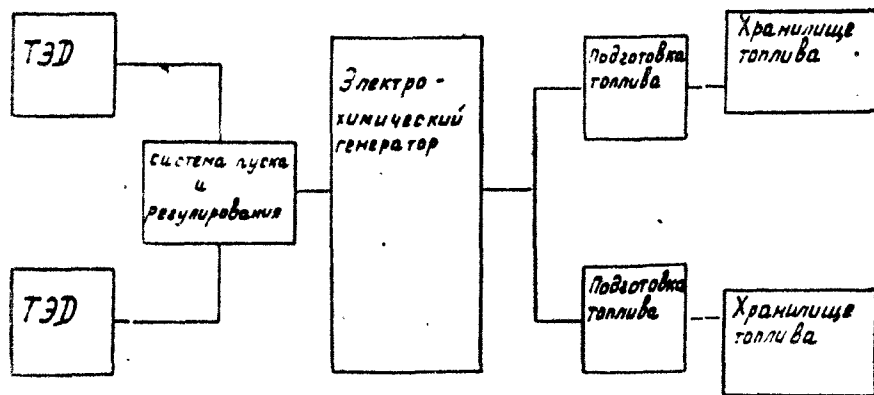 ТЭД
Электро-
химический
генератор
Подготовка
топлива
Хранилище
топлива
система пуска
и
регулирования
ТЭД
Подготовка
топлива
Хранилище
топлива